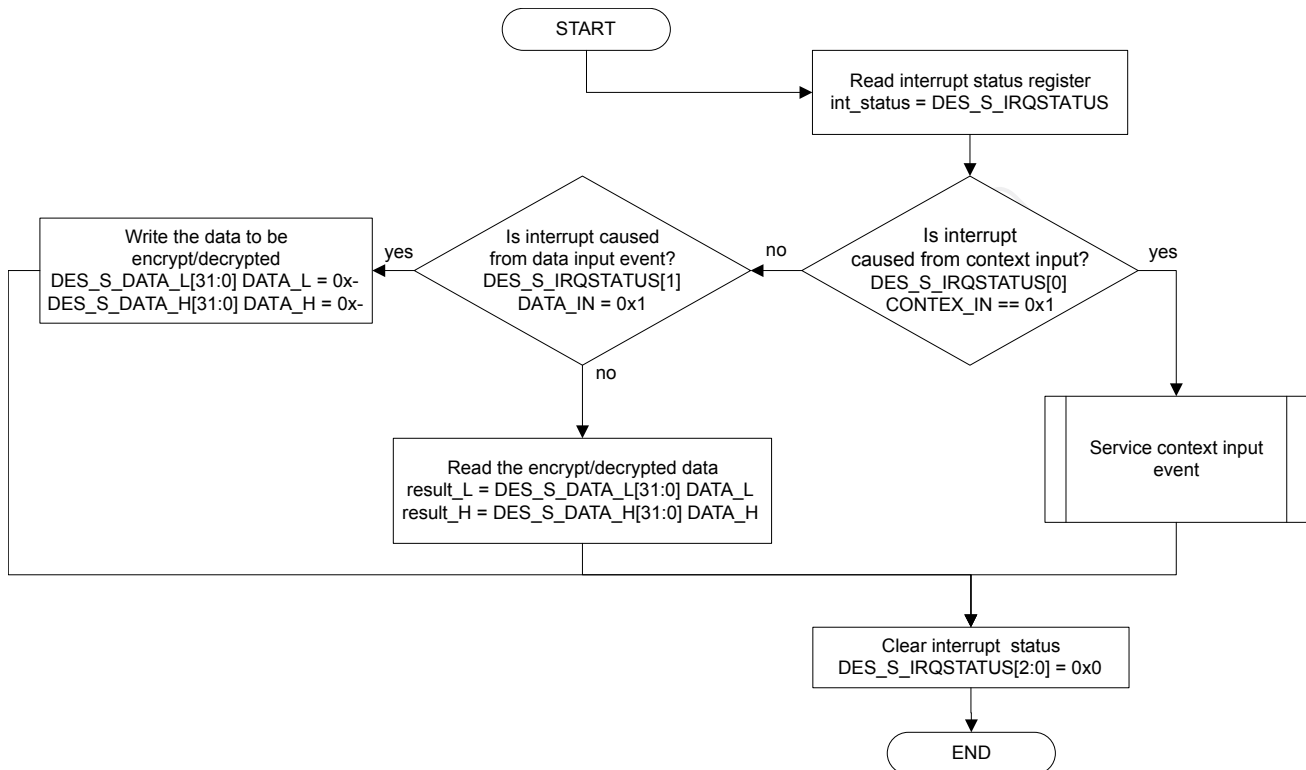 START
Read interrupt status register
int_status = DES_S_IRQSTATUS
Is interrupt
caused from context input?
DES_S_IRQSTATUS[0]
CONTEX_IN == 0x1
yes
no
Is interrupt caused
from data input event?
DES_S_IRQSTATUS[1]
DATA_IN = 0x1
yes
no
Write the data to be
encrypt/decrypted
DES_S_DATA_L[31:0] DATA_L = 0x-
DES_S_DATA_H[31:0] DATA_H = 0x-
Read the encrypt/decrypted data
result_L = DES_S_DATA_L[31:0] DATA_L
result_H = DES_S_DATA_H[31:0] DATA_H
Service context input
event
Clear interrupt  status
DES_S_IRQSTATUS[2:0] = 0x0
END